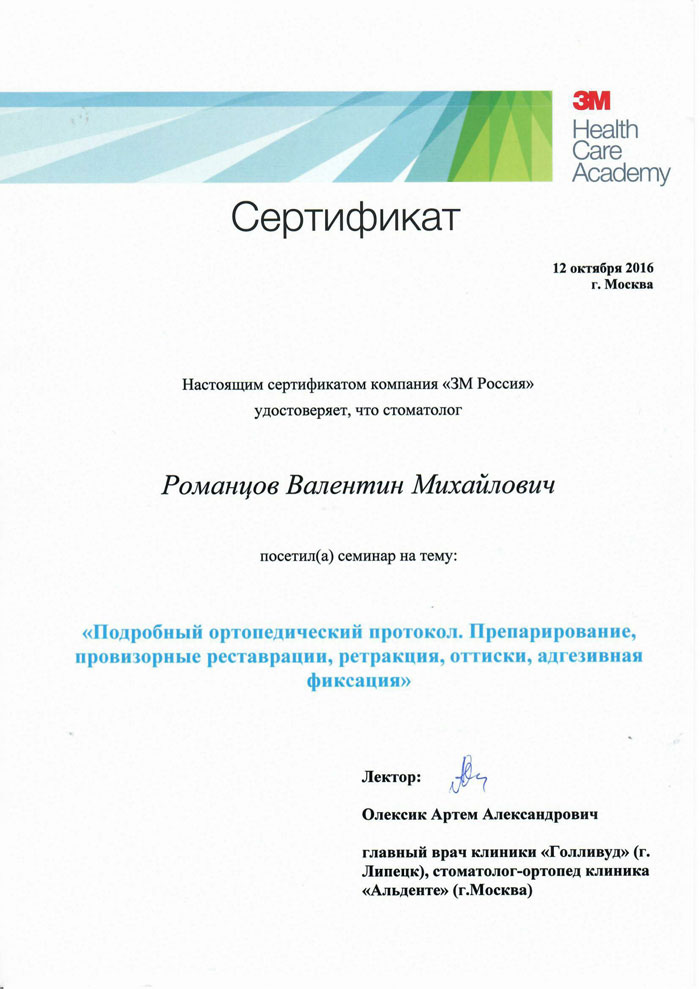 3M
Health
Care
Academy
Сертификат
12 октября 2016
г. Москва
Настоящим сертификатом компания «3М Россия»
удостоверяет, что стоматолог
Романцов Валентин Михайлович
посетил(а) семинар на тему:
«Подробный ортопедический протокол. Препарирование,
провизорные реставрации, ретракция, оттиски, адгезивная
фиксация»
Лектор:
Олексик Артем Александрович
главный врач клиники «Голливуд» (г.
Липецк), стоматолог-ортопед клиника
«Альденте» (г.Москва)